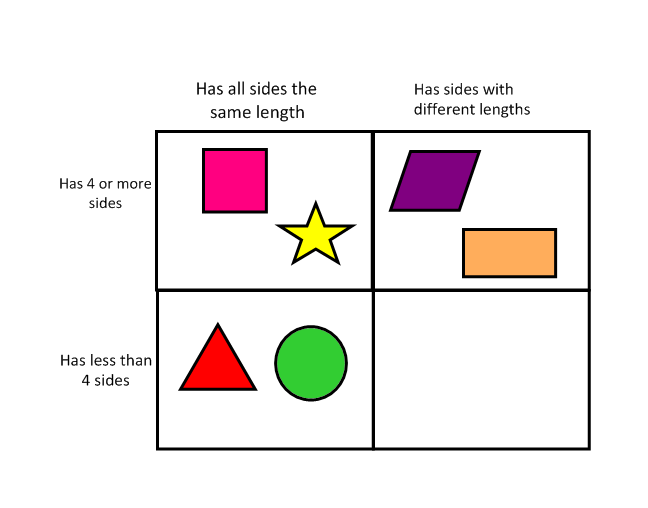 Has all sides the
same length
Has sides with
different lengths
Has 4 or more
sides
Has less than
4 sides